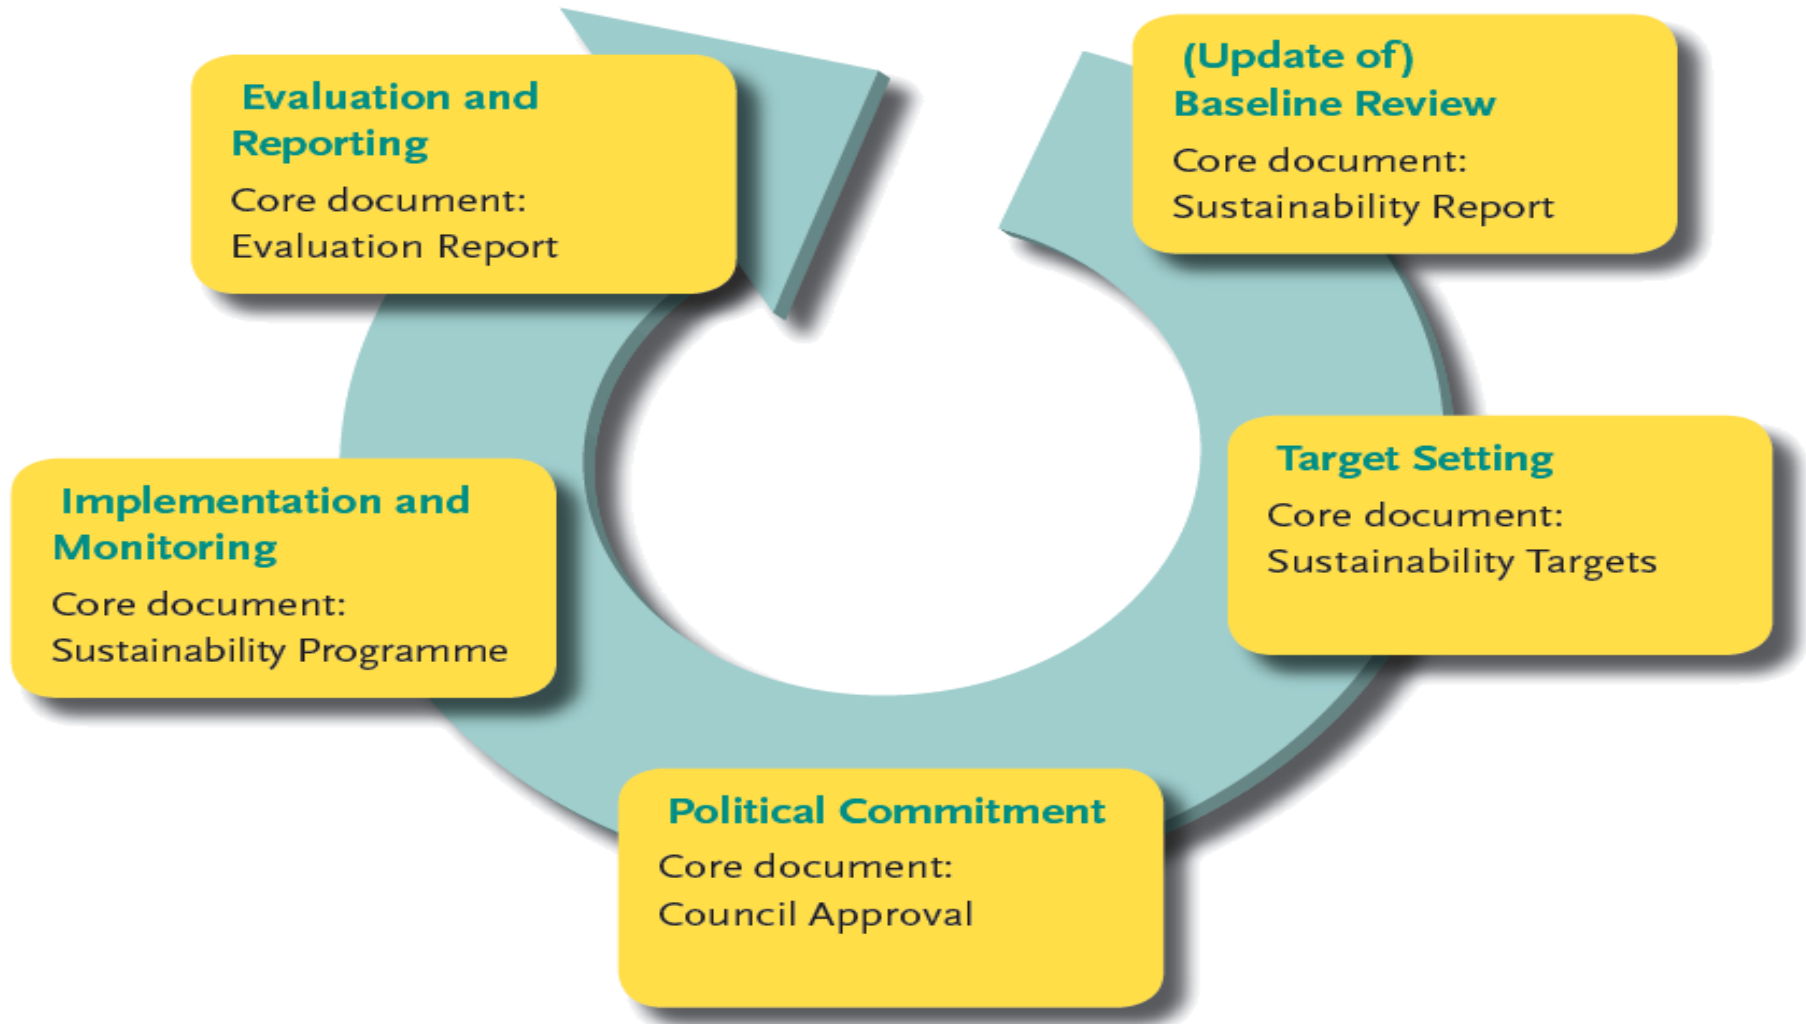 (Update of)
Baseline Review
Core document:
Sustainability Report
Target Setting
Core document:
Sustainability Targets
Political Commitment
Core document:
Council Approval
Implementation and
Monitoring
Core document:
Sustainability Programme
Evaluation and
Reporting
Core document:
Evaluation Report